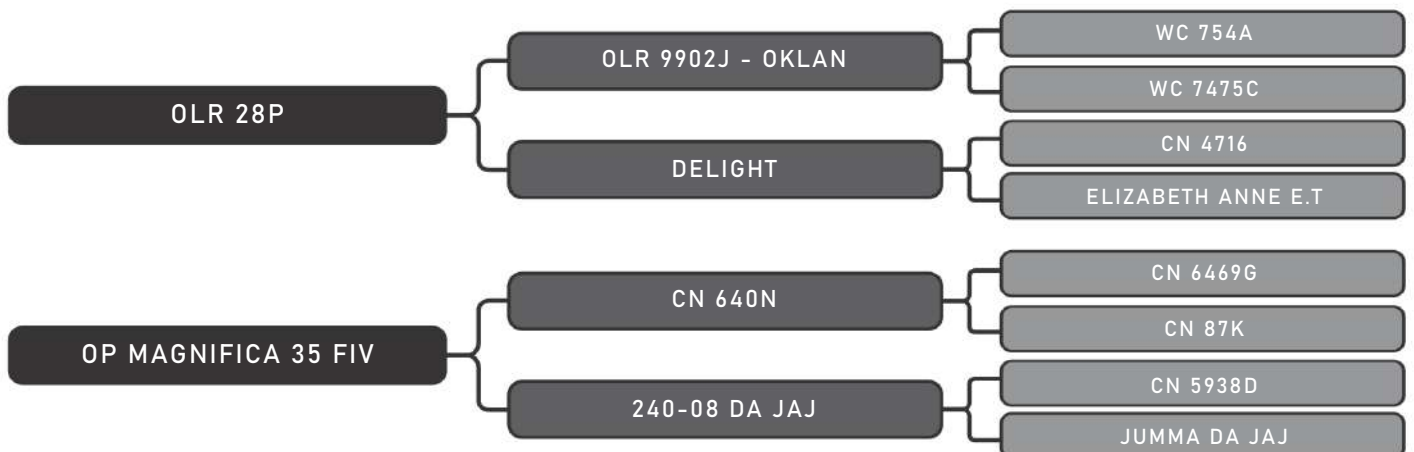 OLR 28P
OLR 9902J - OKLAN
WC 754A
WC 7475C
DELIGHT
CN 4716
ELIZABETH ANNE E.T
OP MAGNIFICA 35 FIV
CN 640N
CN 6469G
CN 87K
240-08 DA JAJ
CN 5938D
JUMMA DA JAJ